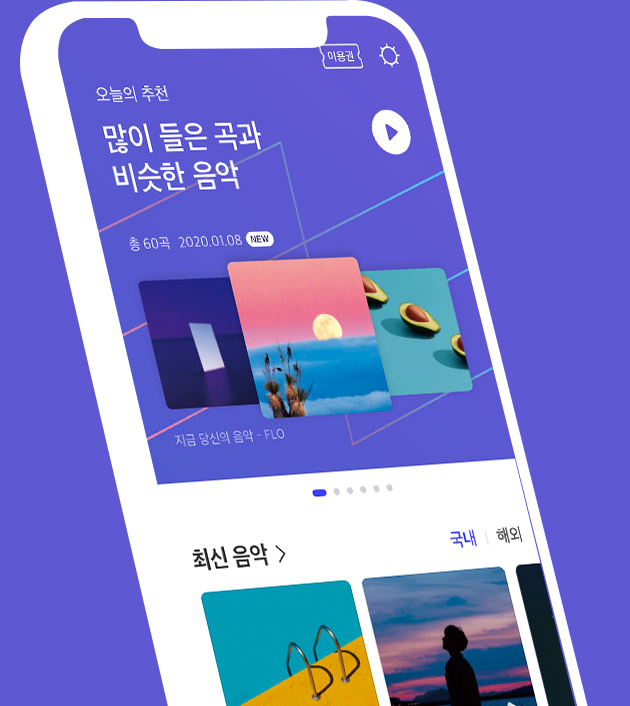 이용권
오늘의 추천
많이 들은 곡과
비슷한 음악
총 60곡 2020.01.08 NEW
지금 당신의 음악 - FLO
최신 음악 >
국내 | 해외